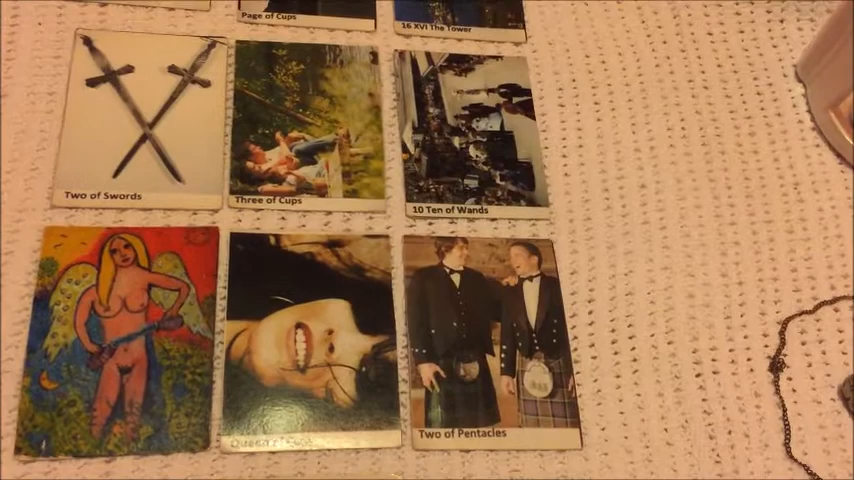 Page of Cups
16 XVI The Tower
Two of Swords
Three of Cups
10 Ten of Wands
Two of Pentacles